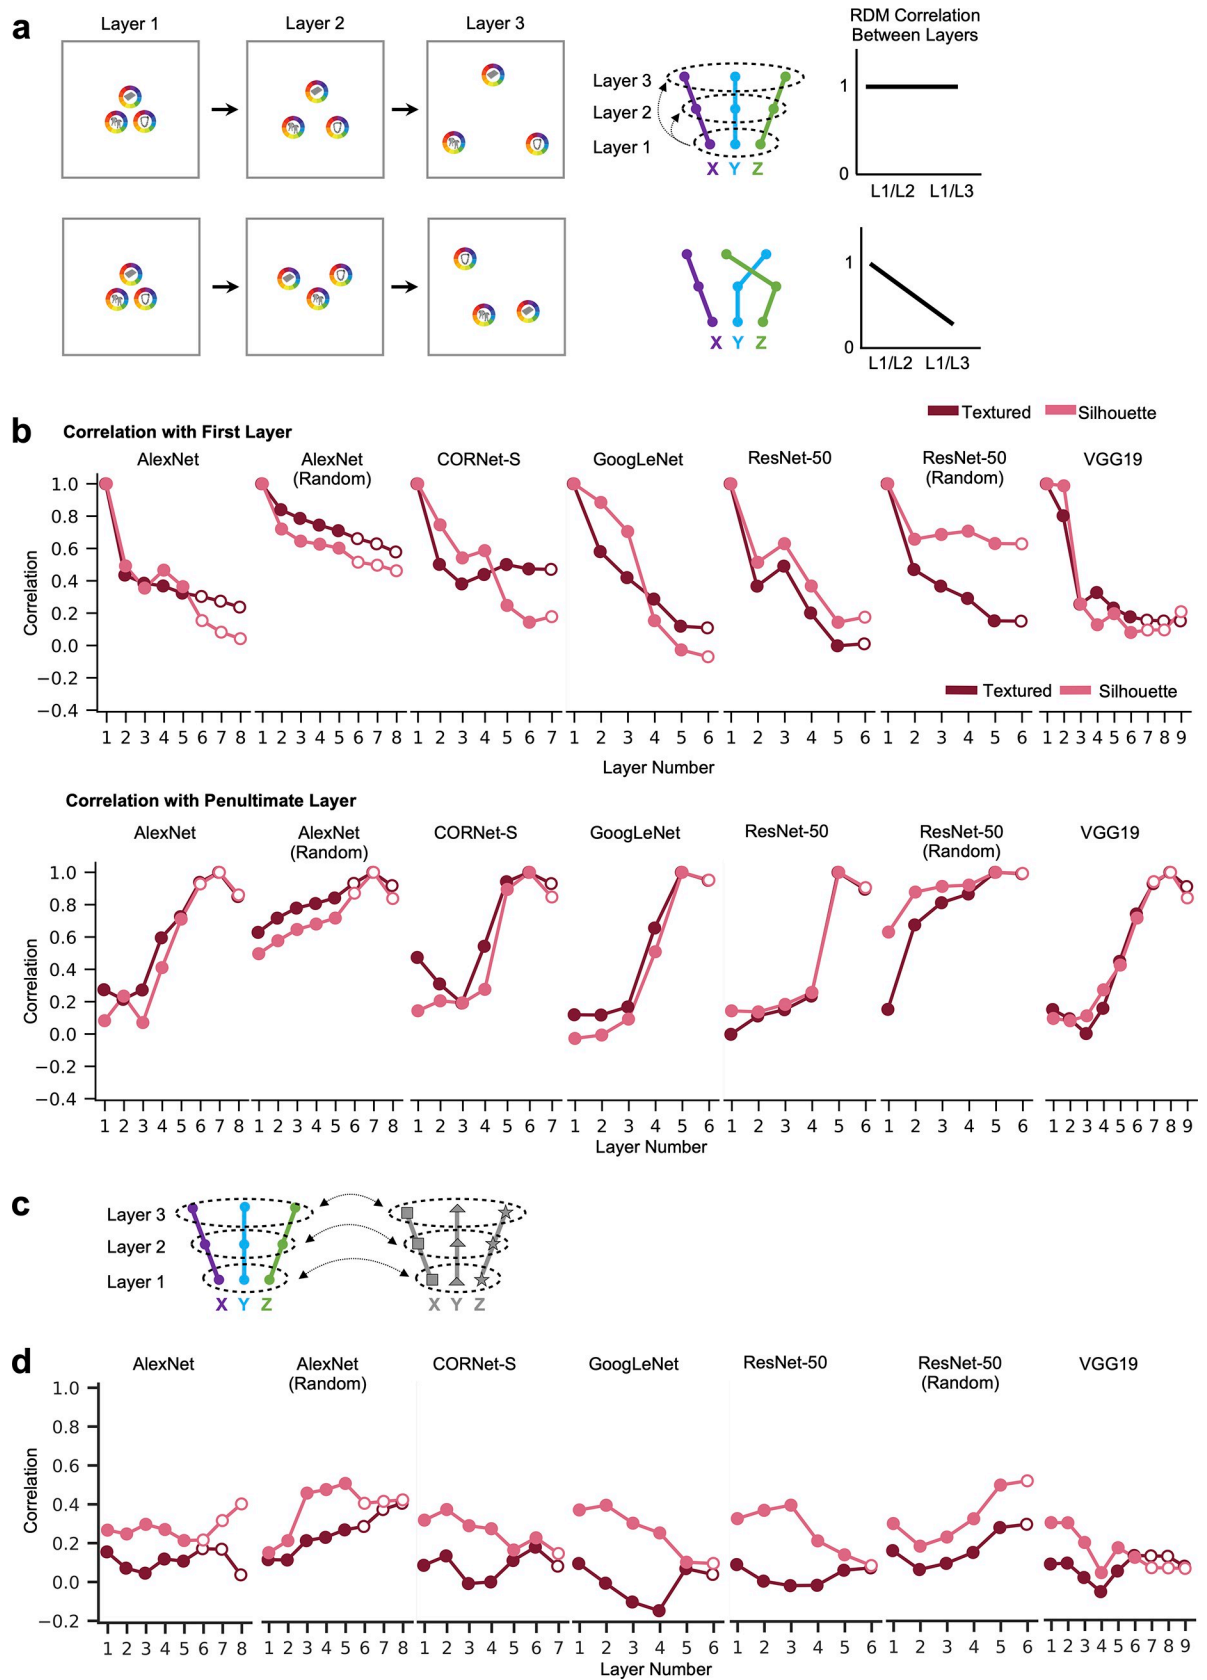 a
Layer 1
Layer 2
Layer 3
RDM Correlation
Between Layers
Layer 3
Layer 2
Layer 1
X Y Z
1
0
L1/L2 L1/L3
X Y Z
1
0
L1/L2 L1/L3
Textured Silhouette
b
Correlation with First Layer
AlexNet
AlexNet
(Random)
CORNet-S
GoogLeNet
ResNet-50
ResNet-50
(Random)
VGG19
Correlation
1.0
0.8
0.6
0.4
0.2
0.0
−0.2
−0.4
Textured Silhouette
1 2 3 4 5 6 7 8
1 2 3 4 5 6 7 8
1 2 3 4 5 6 7
1 2 3 4 5 6
1 2 3 4 5 6
1 2 3 4 5 6
1 2 3 4 5 6 7 8 9
Layer Number
Correlation with Penultimate Layer
AlexNet
AlexNet
(Random)
CORNet-S
GoogLeNet
ResNet-50
ResNet-50
(Random)
VGG19
Correlation
1.0
0.8
0.6
0.4
0.2
0.0
−0.2
−0.4
1 2 3 4 5 6 7 8
1 2 3 4 5 6 7 8
1 2 3 4 5 6 7
1 2 3 4 5 6
1 2 3 4 5 6
1 2 3 4 5 6
1 2 3 4 5 6 7 8 9
Layer Number
c
Layer 3
Layer 2
Layer 1
X Y Z
X Y Z
d
AlexNet
AlexNet
(Random)
CORNet-S
GoogLeNet
ResNet-50
ResNet-50
(Random)
VGG19
Correlation
1.0
0.8
0.6
0.4
0.2
0.0
−0.2
1 2 3 4 5 6 7 8
1 2 3 4 5 6 7 8
1 2 3 4 5 6 7
1 2 3 4 5 6
1 2 3 4 5 6
1 2 3 4 5 6
1 2 3 4 5 6 7 8 9
Layer Number